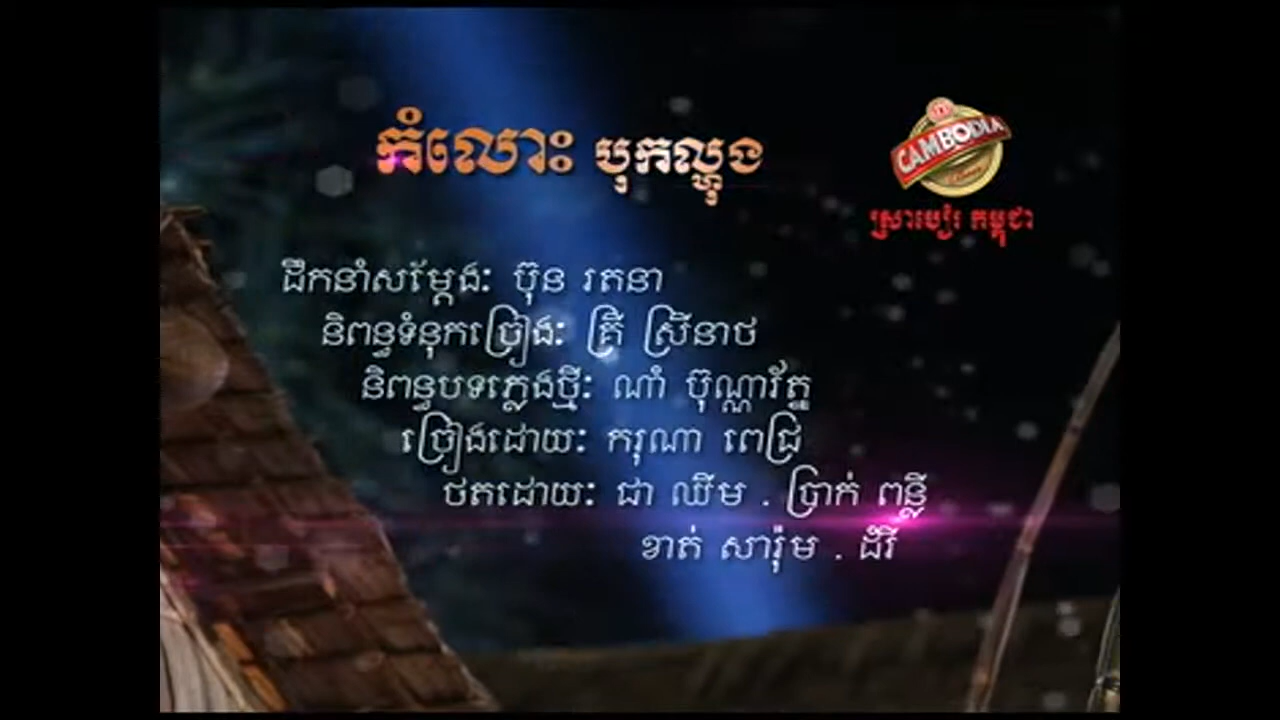 កំលោះ បុកល្ហុង
CAMBODIA
ស្រាបៀរ កម្ពុជា
ដឹកនាំសម្ដែង: ប៊ុន រតនា
និពន្ធទំនុកច្រៀង: គ្រី ស្រីនាថ
និពន្ធបទភ្លេងថ្មី: ណាំ ប៊ុណ្ណារ័ត្ន
ច្រៀងដោយ: ករុណា ពេជ្រ
ថតដោយ: ជា ឈីម . ប្រាក់ ពន្លឺ
ខាត់ សារ៉ុម . ដំរី